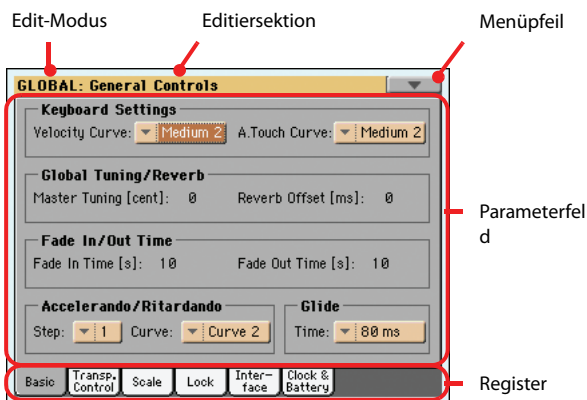 Edit-Modus Editiersektion Menüpfeil
GLOBAL: General Controls
Keyboard Settings
Velocity Curve: Medium 2 A.Touch Curve: Medium 2
Global Tuning/Reverb
Master Tuning [cent]: 0 Reverb Offset [ms]: 0
Parameterfel
d
Fade In/Out Time
Fade In Time [s]: 10 Fade Out Time [s]: 10
Accelerando/Ritardando Glide
Step: 1 Curve: Curve 2 Time: 80 ms
Basic Transp. Control Scale Lock Inter- face Clock & Battery
Register